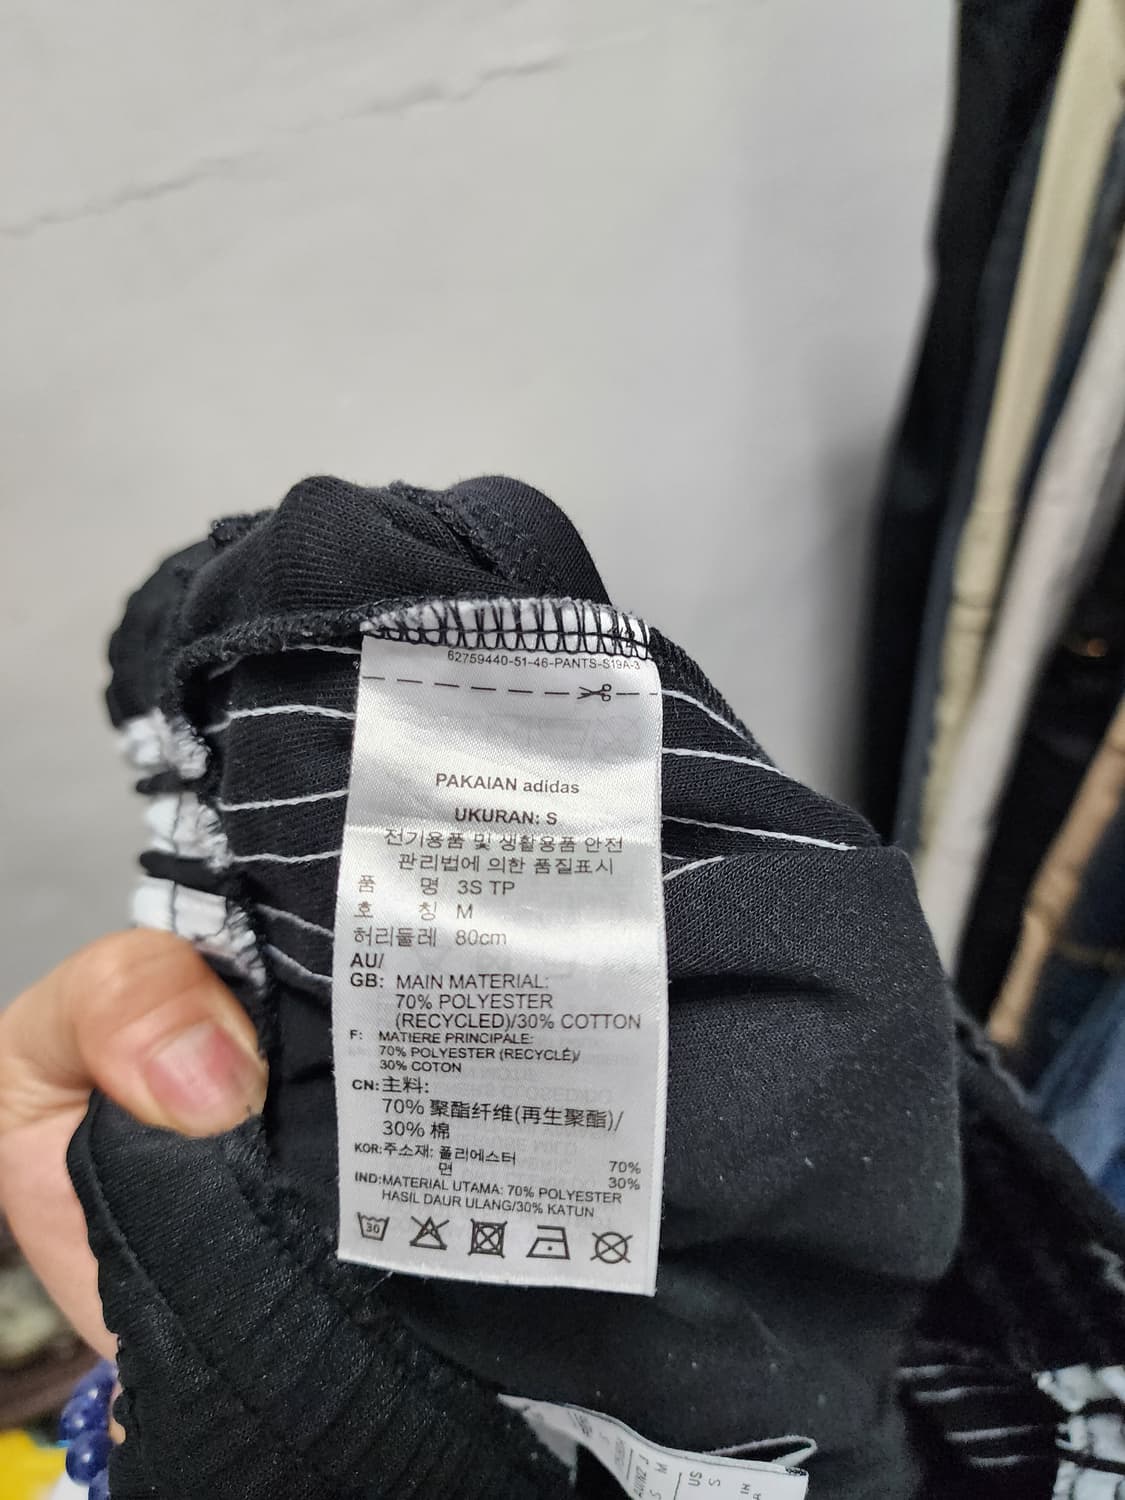 62759440-51-46-PANTS-S19A-3
PAKAIAN adidas
UKURAN: S
전기용품 및 생활용품 안전
관리법에 의한 품질표시
품 명 3S TP
호 칭 M
허리둘레 80cm
AU/
GB: MAIN MATERIAL:
70% POLYESTER
(RECYCLED)/30% COTTON
F: MATIERE PRINCIPALE:
70% POLYESTER (RECYCLÉ)/
30% COTON
CN:主料:
70% 聚酯纤维(再生聚酯)/
30% 棉
KOR:주소재: 폴리에스터 70%
면 30%
IND:MATERIAL UTAMA: 70% POLYESTER
HASIL DAUR ULANG/30% KATUN
30
S
M
US
S